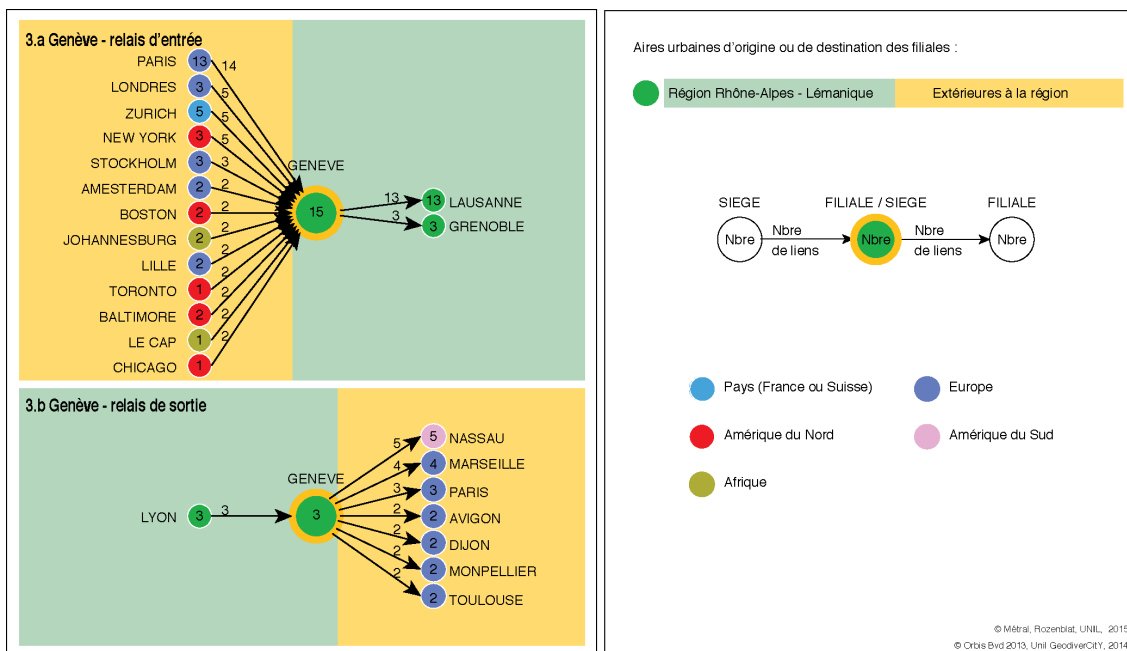 3.a Genève - relais d'entrée
PARIS 13 14
LONDRES 3 5
ZURICH 5 5
NEW YORK 3 5
STOCKHOLM 3 3
AMESTERDAM 2 2
BOSTON 2 2
JOHANNESBURG 2 2
LILLE 2 2
TORONTO 1 2
BALTIMORE 2 2
LE CAP 1 2
CHICAGO 1
GENEVE
15
13 13 LAUSANNE
3 3 GRENOBLE
3.b Genève - relais de sortie
LYON 3 3
GENEVE
3
5 5 NASSAU
4 4 MARSEILLE
3 3 PARIS
2 2 AVIGON
2 2 DIJON
2 2 MONPELLIER
2 2 TOULOUSE
Aires urbaines d'origine ou de destination des filiales :
Région Rhône-Alpes - Lémanique Extérieures à la région
SIEGE FILIALE / SIEGE FILIALE
Nbre Nbre de liens Nbre Nbre de liens Nbre
Pays (France ou Suisse) Europe
Amérique du Nord Amérique du Sud
Afrique
© Métral, Rozenblat, UNIL, 2015
© Orbis Bvd 2013, Unil GeodiverCitY, 2014